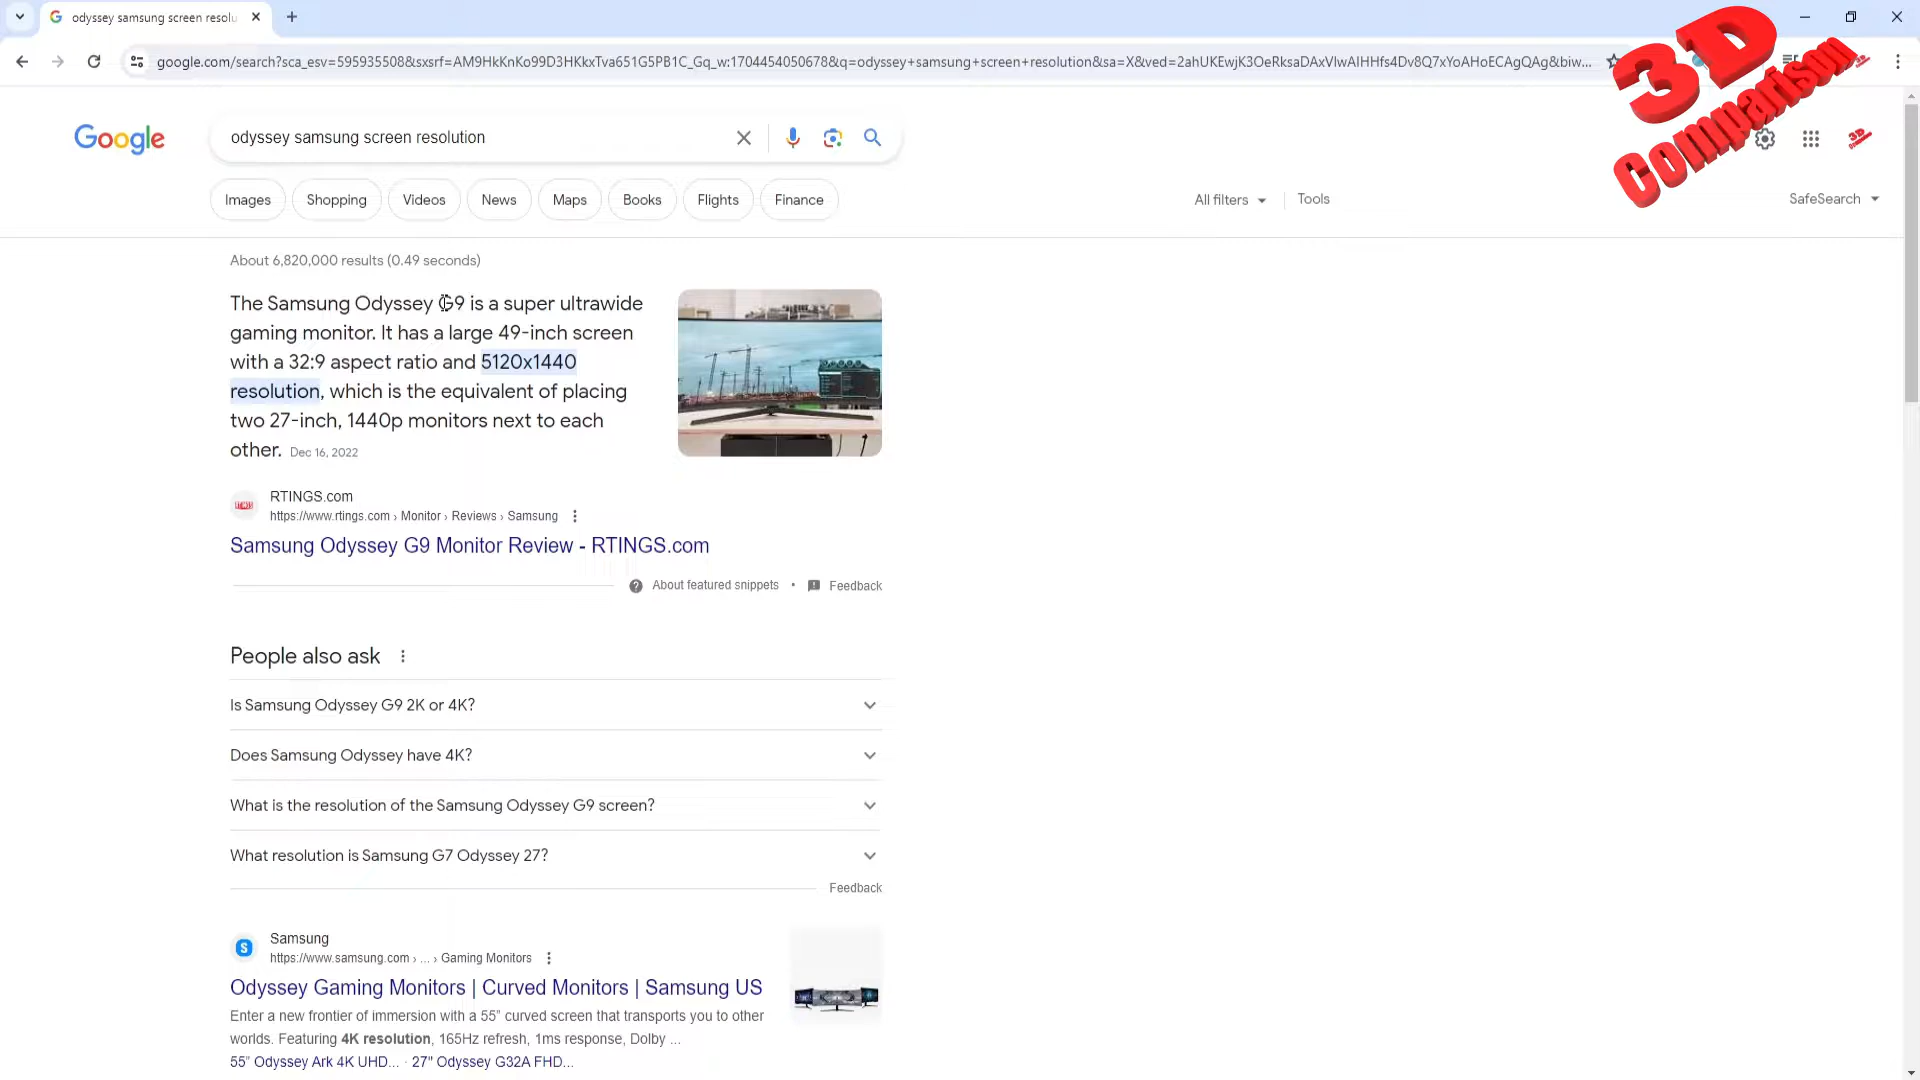 odyssey samsung screen resolu
google.com/search?sca_esv=595935508&sxsrf=AM9HkKnKo99D3HKkxTva651G5PB1C_Gq_w:1704454050678&q=odyssey+samsung+screen+resolution&sa=X&ved=2ahUKEwjK3OeRksaDAxVIwAIHHfs4Dv8Q7xYoAHoECAgQAg&biw...
3D
Comparison
Google
odyssey samsung screen resolution
Images
Shopping
Videos
News
Maps
Books
Flights
Finance
All filters
Tools
SafeSearch
About 6,820,000 results (0.49 seconds)
The Samsung Odyssey G9 is a super ultrawide
gaming monitor. It has a large 49-inch screen
with a 32:9 aspect ratio and 5120x1440
resolution, which is the equivalent of placing
two 27-inch, 1440p monitors next to each
other. Dec 16, 2022
RTINGS
RTINGS.com
https://www.rtings.com › Monitor › Reviews › Samsung
Samsung Odyssey G9 Monitor Review - RTINGS.com
About featured snippets • Feedback
People also ask
Is Samsung Odyssey G9 2K or 4K?
Does Samsung Odyssey have 4K?
What is the resolution of the Samsung Odyssey G9 screen?
What resolution is Samsung G7 Odyssey 27?
Feedback
S
Samsung
https://www.samsung.com › ... › Gaming Monitors
Odyssey Gaming Monitors | Curved Monitors | Samsung US
Enter a new frontier of immersion with a 55” curved screen that transports you to other
worlds. Featuring 4K resolution, 165Hz refresh, 1ms response, Dolby ...
55” Odyssey Ark 4K UHD... · 27" Odyssey G32A FHD...